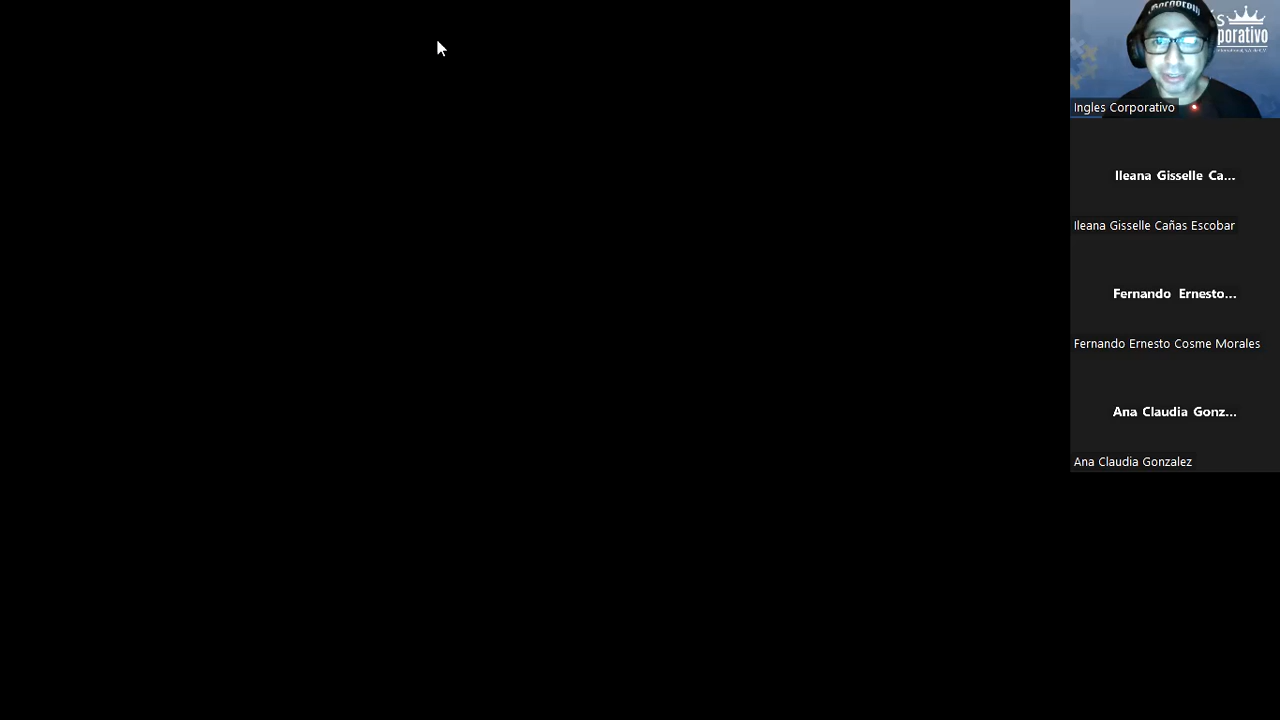 porativo
Ingles Corporativo
Ileana Gisselle Ca...
Ileana Gisselle Cañas Escobar
Fernando Ernesto...
Fernando Ernesto Cosme Morales
Ana Claudia Gonz...
Ana Claudia Gonzalez